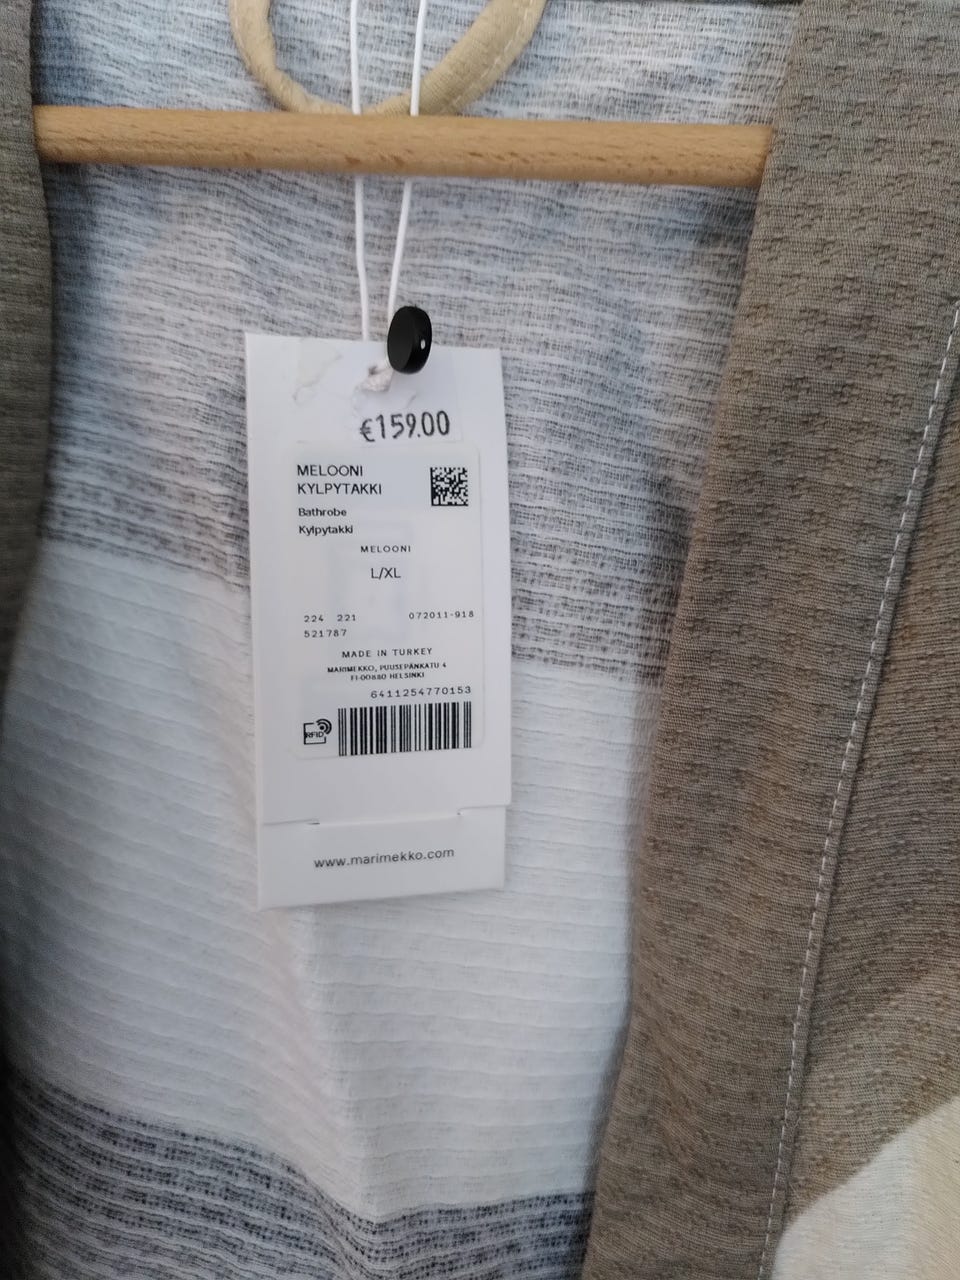 €159.00
MELOONI
KYLPYTAKKI
Bathrobe
Kylpytakki
MELOONI
L/XL
224 221 072011-918
521787
MADE IN TURKEY
MARIMEKKO, PUUSEPÄNKATU 4
FI-00880 HELSINKI
6411254770153
RFID
www.marimekko.com